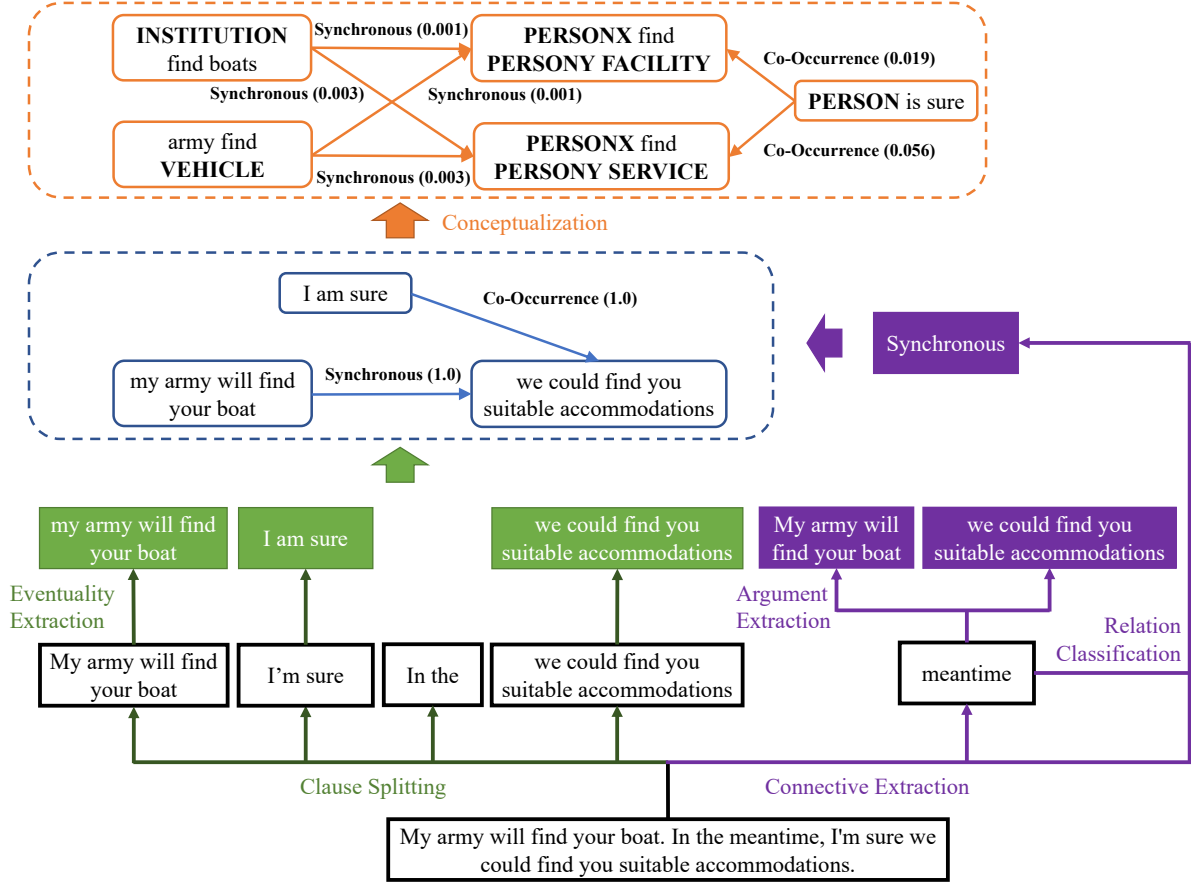 INSTITUTION
find boats
Synchronous (0.001)
PERSONX find
PERSONY FACILITY
Co-Occurrence (0.019)
Synchronous (0.003)
Synchronous (0.001)
PERSON is sure
army find
VEHICLE
PERSONX find
PERSONY SERVICE
Co-Occurrence (0.056)
Synchronous (0.003)
Conceptualization
I am sure
Co-Occurrence (1.0)
Synchronous
my army will find
your boat
Synchronous (1.0)
we could find you
suitable accommodations
my army will find
your boat
I am sure
we could find you
suitable accommodations
My army will
find your boat
we could find you
suitable accommodations
Eventuality
Extraction
Argument
Extraction
Relation
Classification
My army will find
your boat
I'm sure
In the
we could find you
suitable accommodations
meantime
Clause Splitting
Connective Extraction
My army will find your boat. In the meantime, I'm sure we
could find you suitable accommodations.